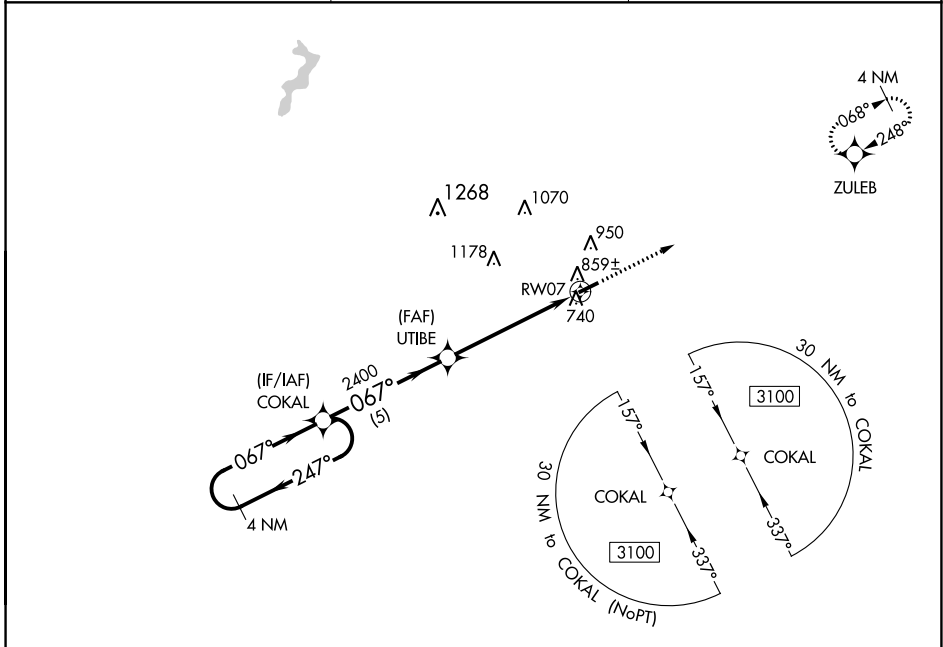 4 NM
068°
248°
ZULEB
1268
1070
1178
950
859±
RW07
740
(FAF)
UTIBE
(IF/IAF)
COKAL
2400
067°
(5)
067°
247°
4 NM
30 NM to COKAL
157°
3100
COKAL
337°
157°
COKAL
3100
337°
30 NM to COKAL (NoPT)